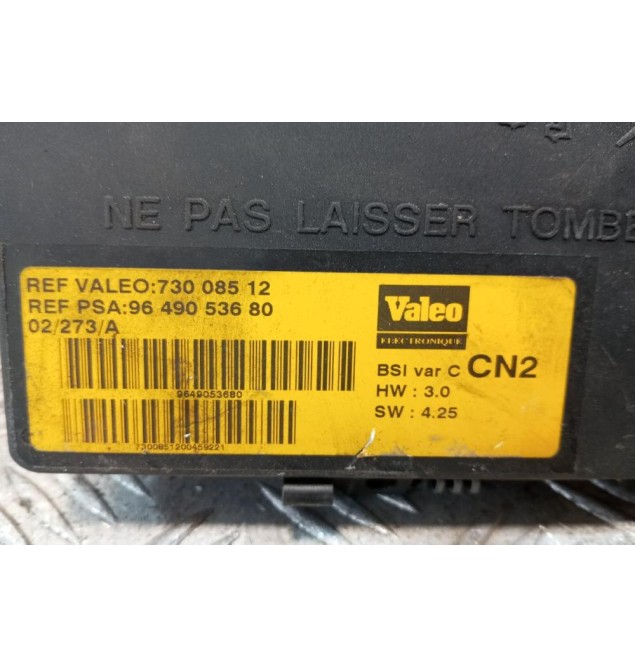 NE PAS LAISSER TOMBE
REF VALEO:730 085 12
REF PSA:96 490 536 80
02/273/A
9649053680
7300851200459221
Valeo
ELECTRONIQUE
BSI var C CN2
HW : 3.0
SW : 4.25